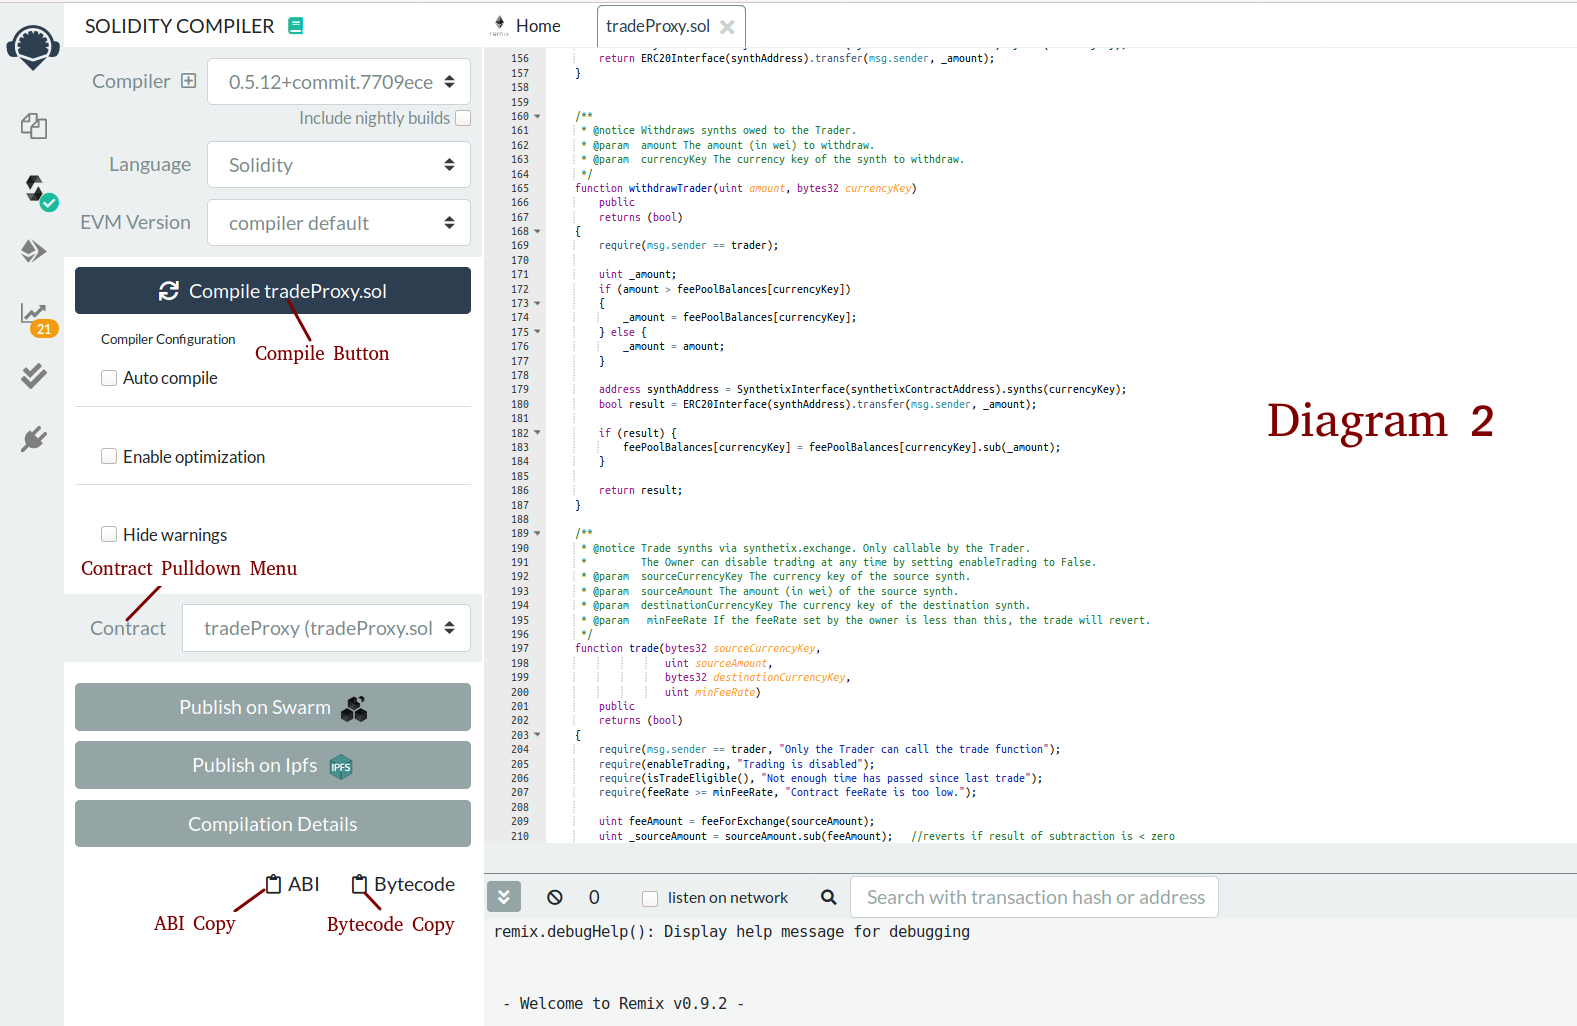 SOLIDITY COMPILER
Compiler
0.5.12+commit.7709ece
Include nightly builds
Language
Solidity
EVM Version
compiler default
Compile tradeProxy.sol
Compiler Configuration
Compile Button
Auto compile
Enable optimization
Hide warnings
Contract Pulldown Menu
Contract
tradeProxy (tradeProxy.sol
Publish on Swarm
Publish on Ipfs
IPFS
Compilation Details
ABI
Bytecode
ABI Copy
Bytecode Copy
21
remix
Home
tradeProxy.sol
156 return ERC20Interface(synthAddress).transfer(msg.sender, _amount);
157 }
158
159
160 /**
161 * @notice Withdraws synths owed to the Trader.
162 * @param  amount The amount (in wei) to withdraw.
163 * @param  currencyKey The currency key of the synth to withdraw.
164 */
165 function withdrawTrader(uint amount, bytes32 currencyKey)
166 public
167 returns (bool)
168 {
169 require(msg.sender == trader);
170
171 uint _amount;
172 if (amount > feePoolBalances[currencyKey])
173 {
174 _amount = feePoolBalances[currencyKey];
175 } else {
176 _amount = amount;
177 }
178
179 address synthAddress = SynthetixInterface(synthetixContractAddress).synths(currencyKey);
180 bool result = ERC20Interface(synthAddress).transfer(msg.sender, _amount);
181
182 if (result) {
183 feePoolBalances[currencyKey] = feePoolBalances[currencyKey].sub(_amount);
184 }
185
186 return result;
187 }
188
189 /**
190 * @notice Trade synths via synthetix.exchange. Only callable by the Trader.
191 *         The Owner can disable trading at any time by setting enableTrading to False.
192 * @param  sourceCurrencyKey The currency key of the source synth.
193 * @param  sourceAmount The amount (in wei) of the source synth.
194 * @param  destinationCurrencyKey The currency key of the destination synth.
195 * @param   minFeeRate If the feeRate set by the owner is less than this, the trade will revert.
196 */
197 function trade(bytes32 sourceCurrencyKey,
198 uint sourceAmount,
199 bytes32 destinationCurrencyKey,
200 uint minFeeRate)
201 public
202 returns (bool)
203 {
204 require(msg.sender == trader, "Only the Trader can call the trade function");
205 require(enableTrading, "Trading is disabled");
206 require(isTradeEligible(), "Not enough time has passed since last trade");
207 require(feeRate >= minFeeRate, "Contract feeRate is too low.");
208
209 uint feeAmount = feeForExchange(sourceAmount);
210 uint _sourceAmount = sourceAmount.sub(feeAmount);   //reverts if result of subtraction is < zero
Diagram 2
0
listen on network
Search with transaction hash or address
remix.debugHelp(): Display help message for debugging
- Welcome to Remix v0.9.2 -